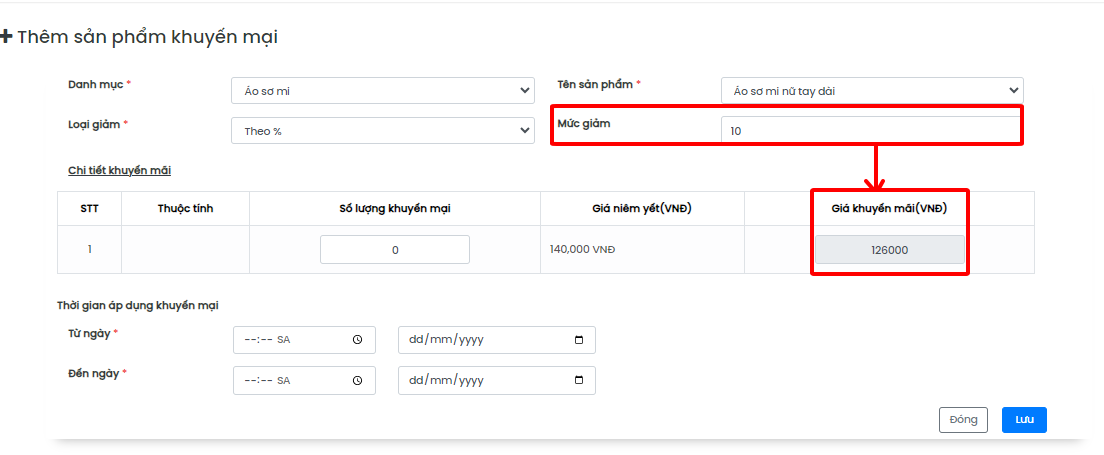 Thêm sản phẩm khuyến mại
Danh mục * Áo sơ mi Tên sản phẩm * Áo sơ mi nữ tay dài
Loại giảm * Theo % Mức giảm 10
Chi tiết khuyến mãi
STT Thuộc tính Số lượng khuyến mại Giá niêm yết(VNĐ) Giá khuyến mãi(VNĐ)
1 0 140,000 VNĐ 126000
Thời gian áp dụng khuyến mại
Từ ngày * --:-- SA dd/mm/yyyy
Đến ngày * --:-- SA dd/mm/yyyy
Đóng Lưu